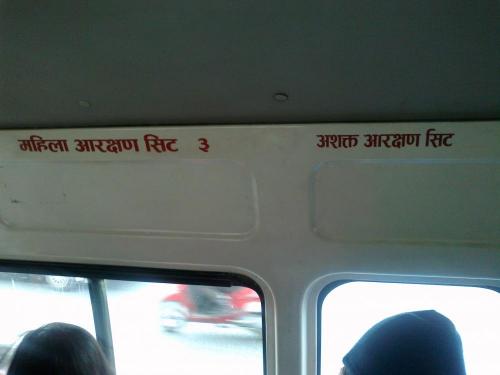 महिला आरक्षण सिट ३
अशक्त आरक्षण सिट